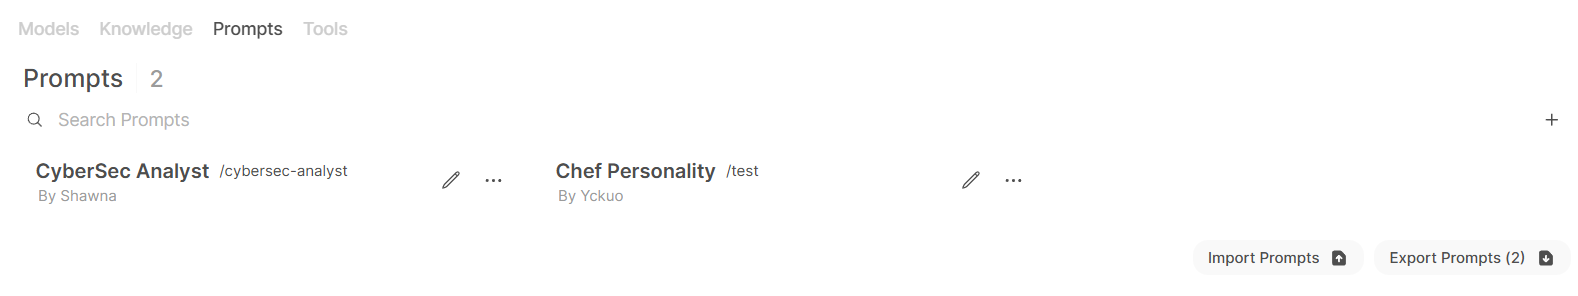 Models Knowledge Prompts Tools
Prompts 2
Search Prompts
CyberSec Analyst /cybersec-analyst
By Shawna
Chef Personality /test
By Yckuo
Import Prompts Export Prompts (2)